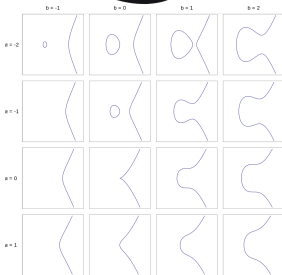 b = -1 b = 0 b = 1 b = 2
a = -2
a = -1
a = 0
a = 1